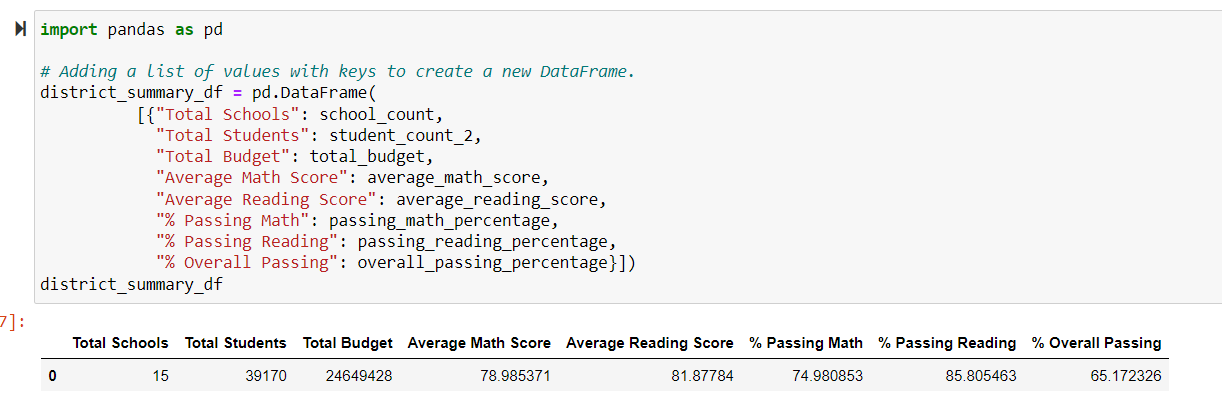 import pandas as pd
# Adding a list of values with keys to create a new DataFrame.
district_summary_df = pd.DataFrame(
[{"Total Schools": school_count,
"Total Students": student_count_2,
"Total Budget": total_budget,
"Average Math Score": average_math_score,
"Average Reading Score": average_reading_score,
"% Passing Math": passing_math_percentage,
"% Passing Reading": passing_reading_percentage,
"% Overall Passing": overall_passing_percentage}])
district_summary_df
7]:
Total Schools Total Students Total Budget Average Math Score Average Reading Score % Passing Math % Passing Reading % Overall Passing
0 15 39170 24649428 78.985371 81.87784 74.980853 85.805463 65.172326